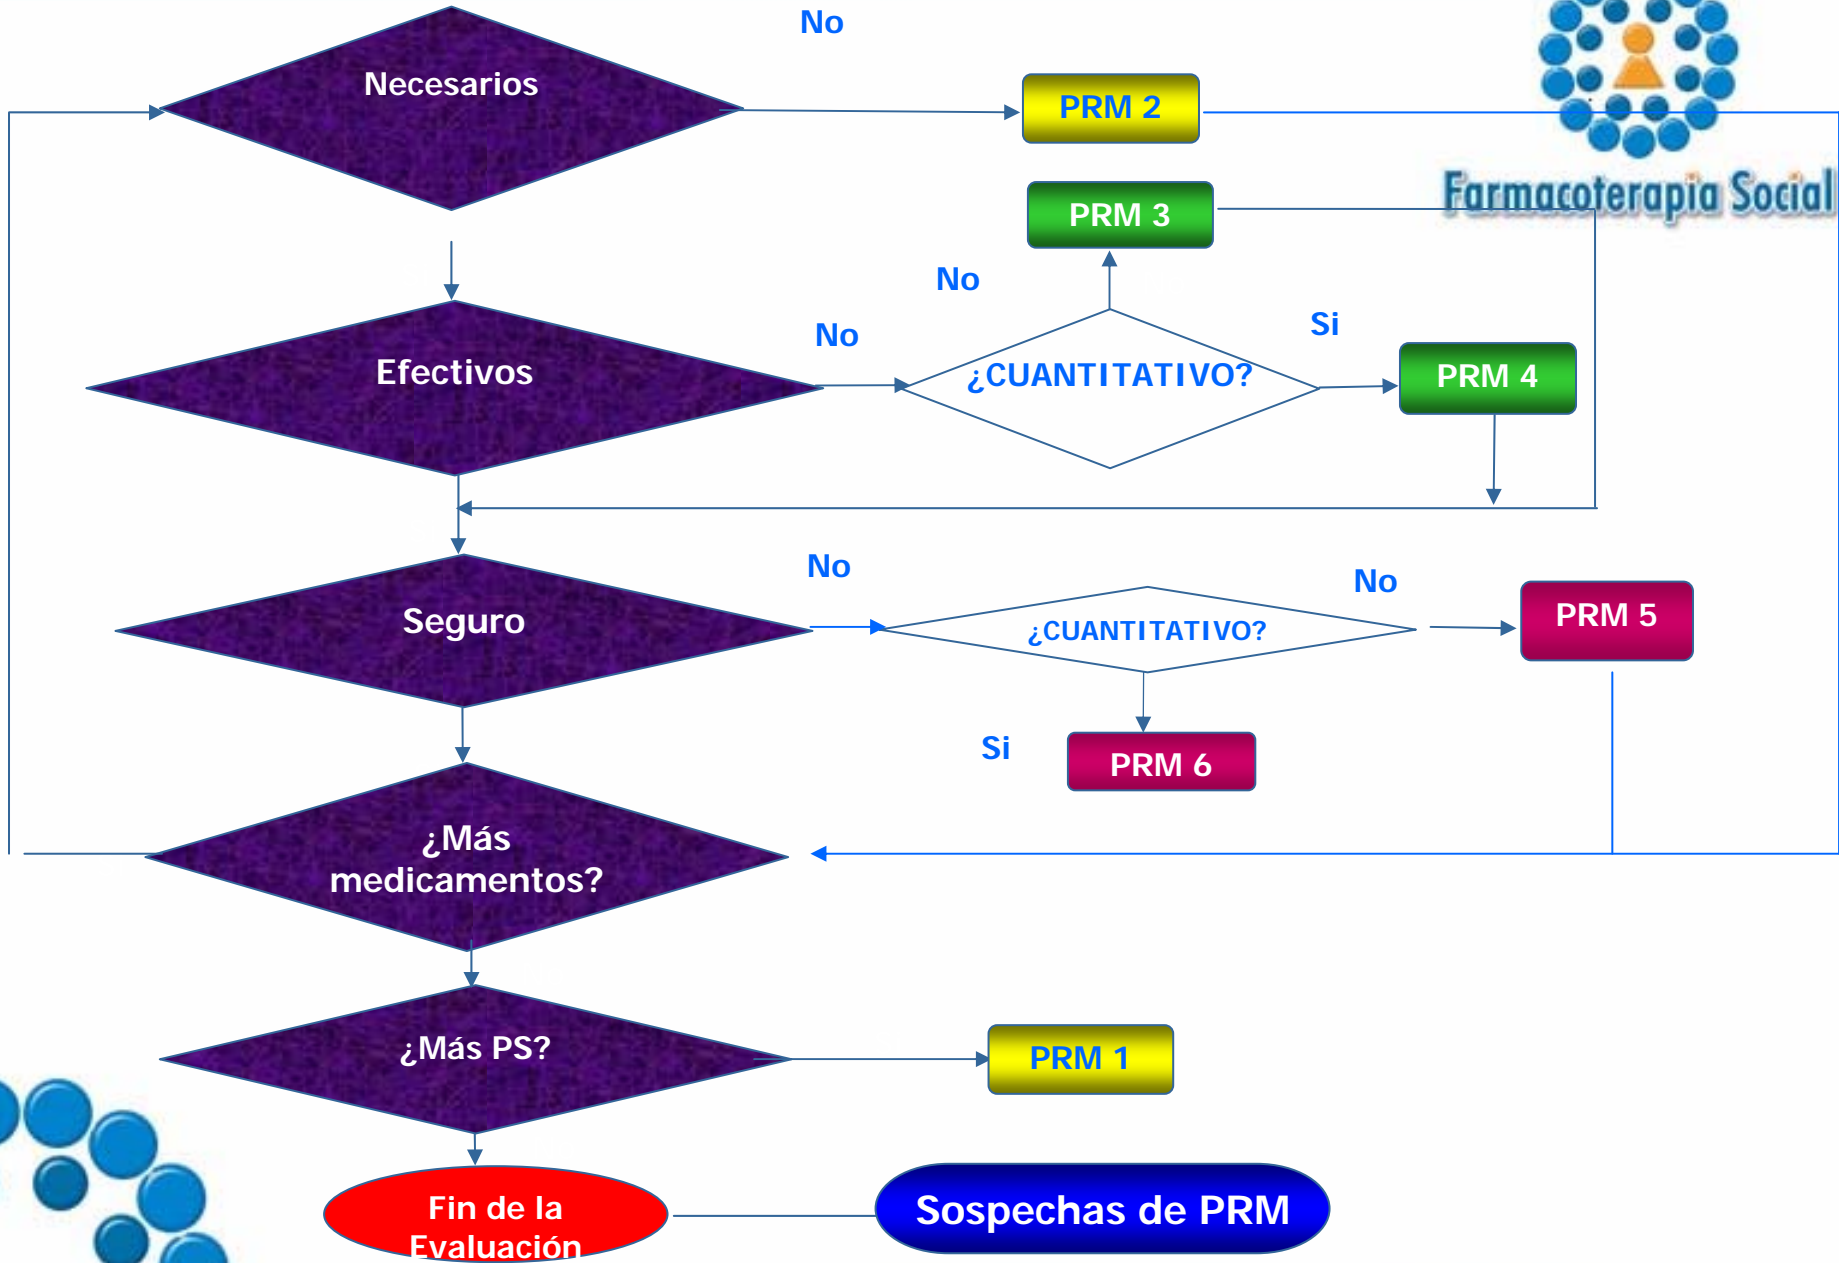 No
Necesarios
PRM 2
Farmacoterapia Social
PRM 3
No
No
Si
Efectivos
¿CUANTITATIVO?
PRM 4
No
No
Seguro
¿CUANTITATIVO?
PRM 5
Si
PRM 6
¿Más
medicamentos?
¿Más PS?
PRM 1
Fin de la
Evaluación
Sospechas de PRM